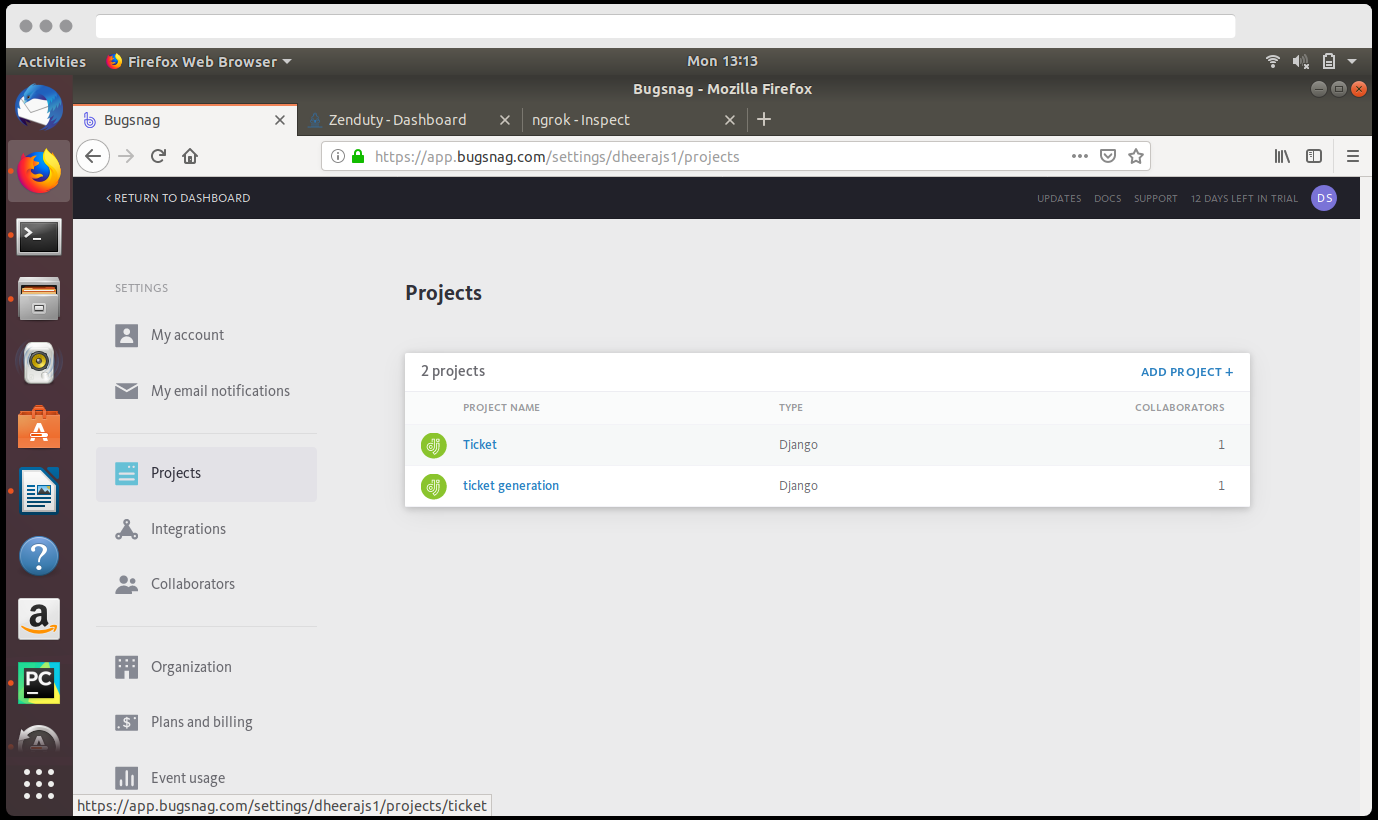 Activities Firefox Web Browser Mon 13:13
Bugsnag - Mozilla Firefox
Bugsnag Zenduty - Dashboard ngrok - Inspect
https://app.bugsnag.com/settings/dheerajs1/projects
< RETURN TO DASHBOARD UPDATES DOCS SUPPORT 12 DAYS LEFT IN TRIAL DS
SETTINGS
Projects
My account
2 projects ADD PROJECT +
My email notifications
PROJECT NAME TYPE COLLABORATORS
Ticket Django 1
Projects
ticket generation Django 1
Integrations
Collaborators
Organization
Plans and billing
Event usage
https://app.bugsnag.com/settings/dheerajs1/projects/ticket